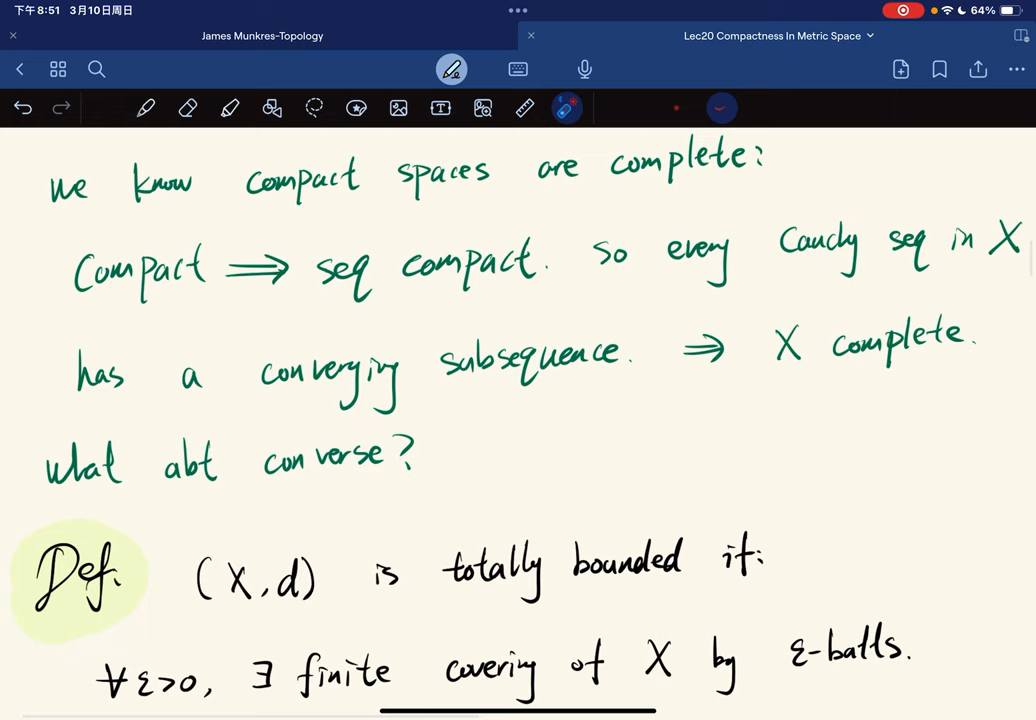 下午8:51 3月10日周日
64%
James Munkres-Topology
Lec20 Compactness In Metric Space
we know compact spaces are complete:
Compact ⟹ seq compact. so every Cauchy seq in X
has a converging subsequence. ⇒ X complete.
what abt converse?
Def. (X,d) is totally bounded if:
∀ε>0, ∃ finite covering of X by ε-balls.